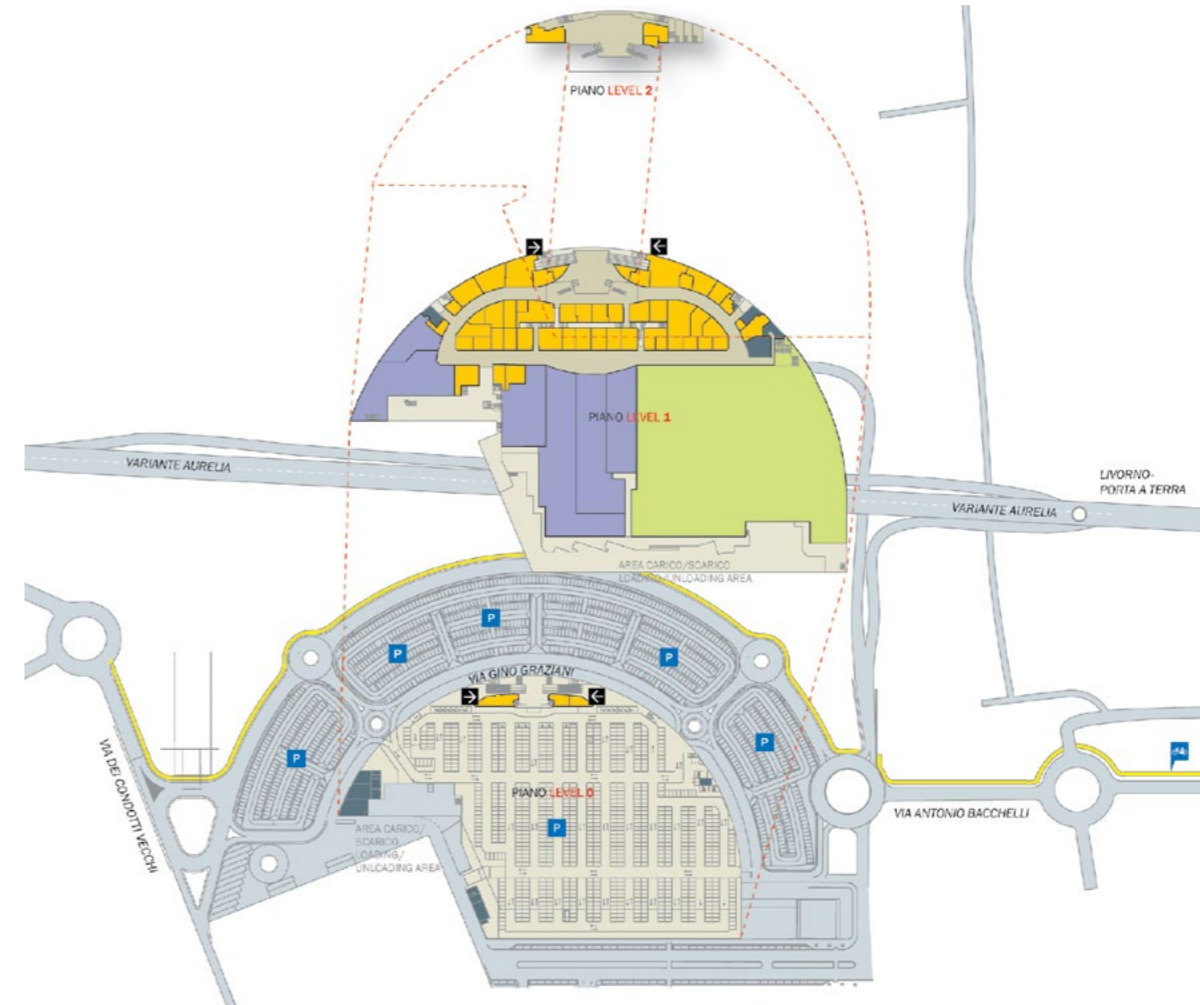 PIANO LEVEL 2
PIANO LEVEL 1
VARIANTE AURELIA
LIVORNO-
PORTA A TERRA
VARIANTE AURELIA
AREA CARICO/SCARICO
LOADING/UNLOADING AREA
P
P
P
VIA GINO GRAZIANI
P
P
VIA DEI CONDOTTI VECCHI
PIANO LEVEL 0
P
VIA ANTONIO BACCHELLI
AREA CARICO/
SCARICO
LOADING/
UNLOADING AREA